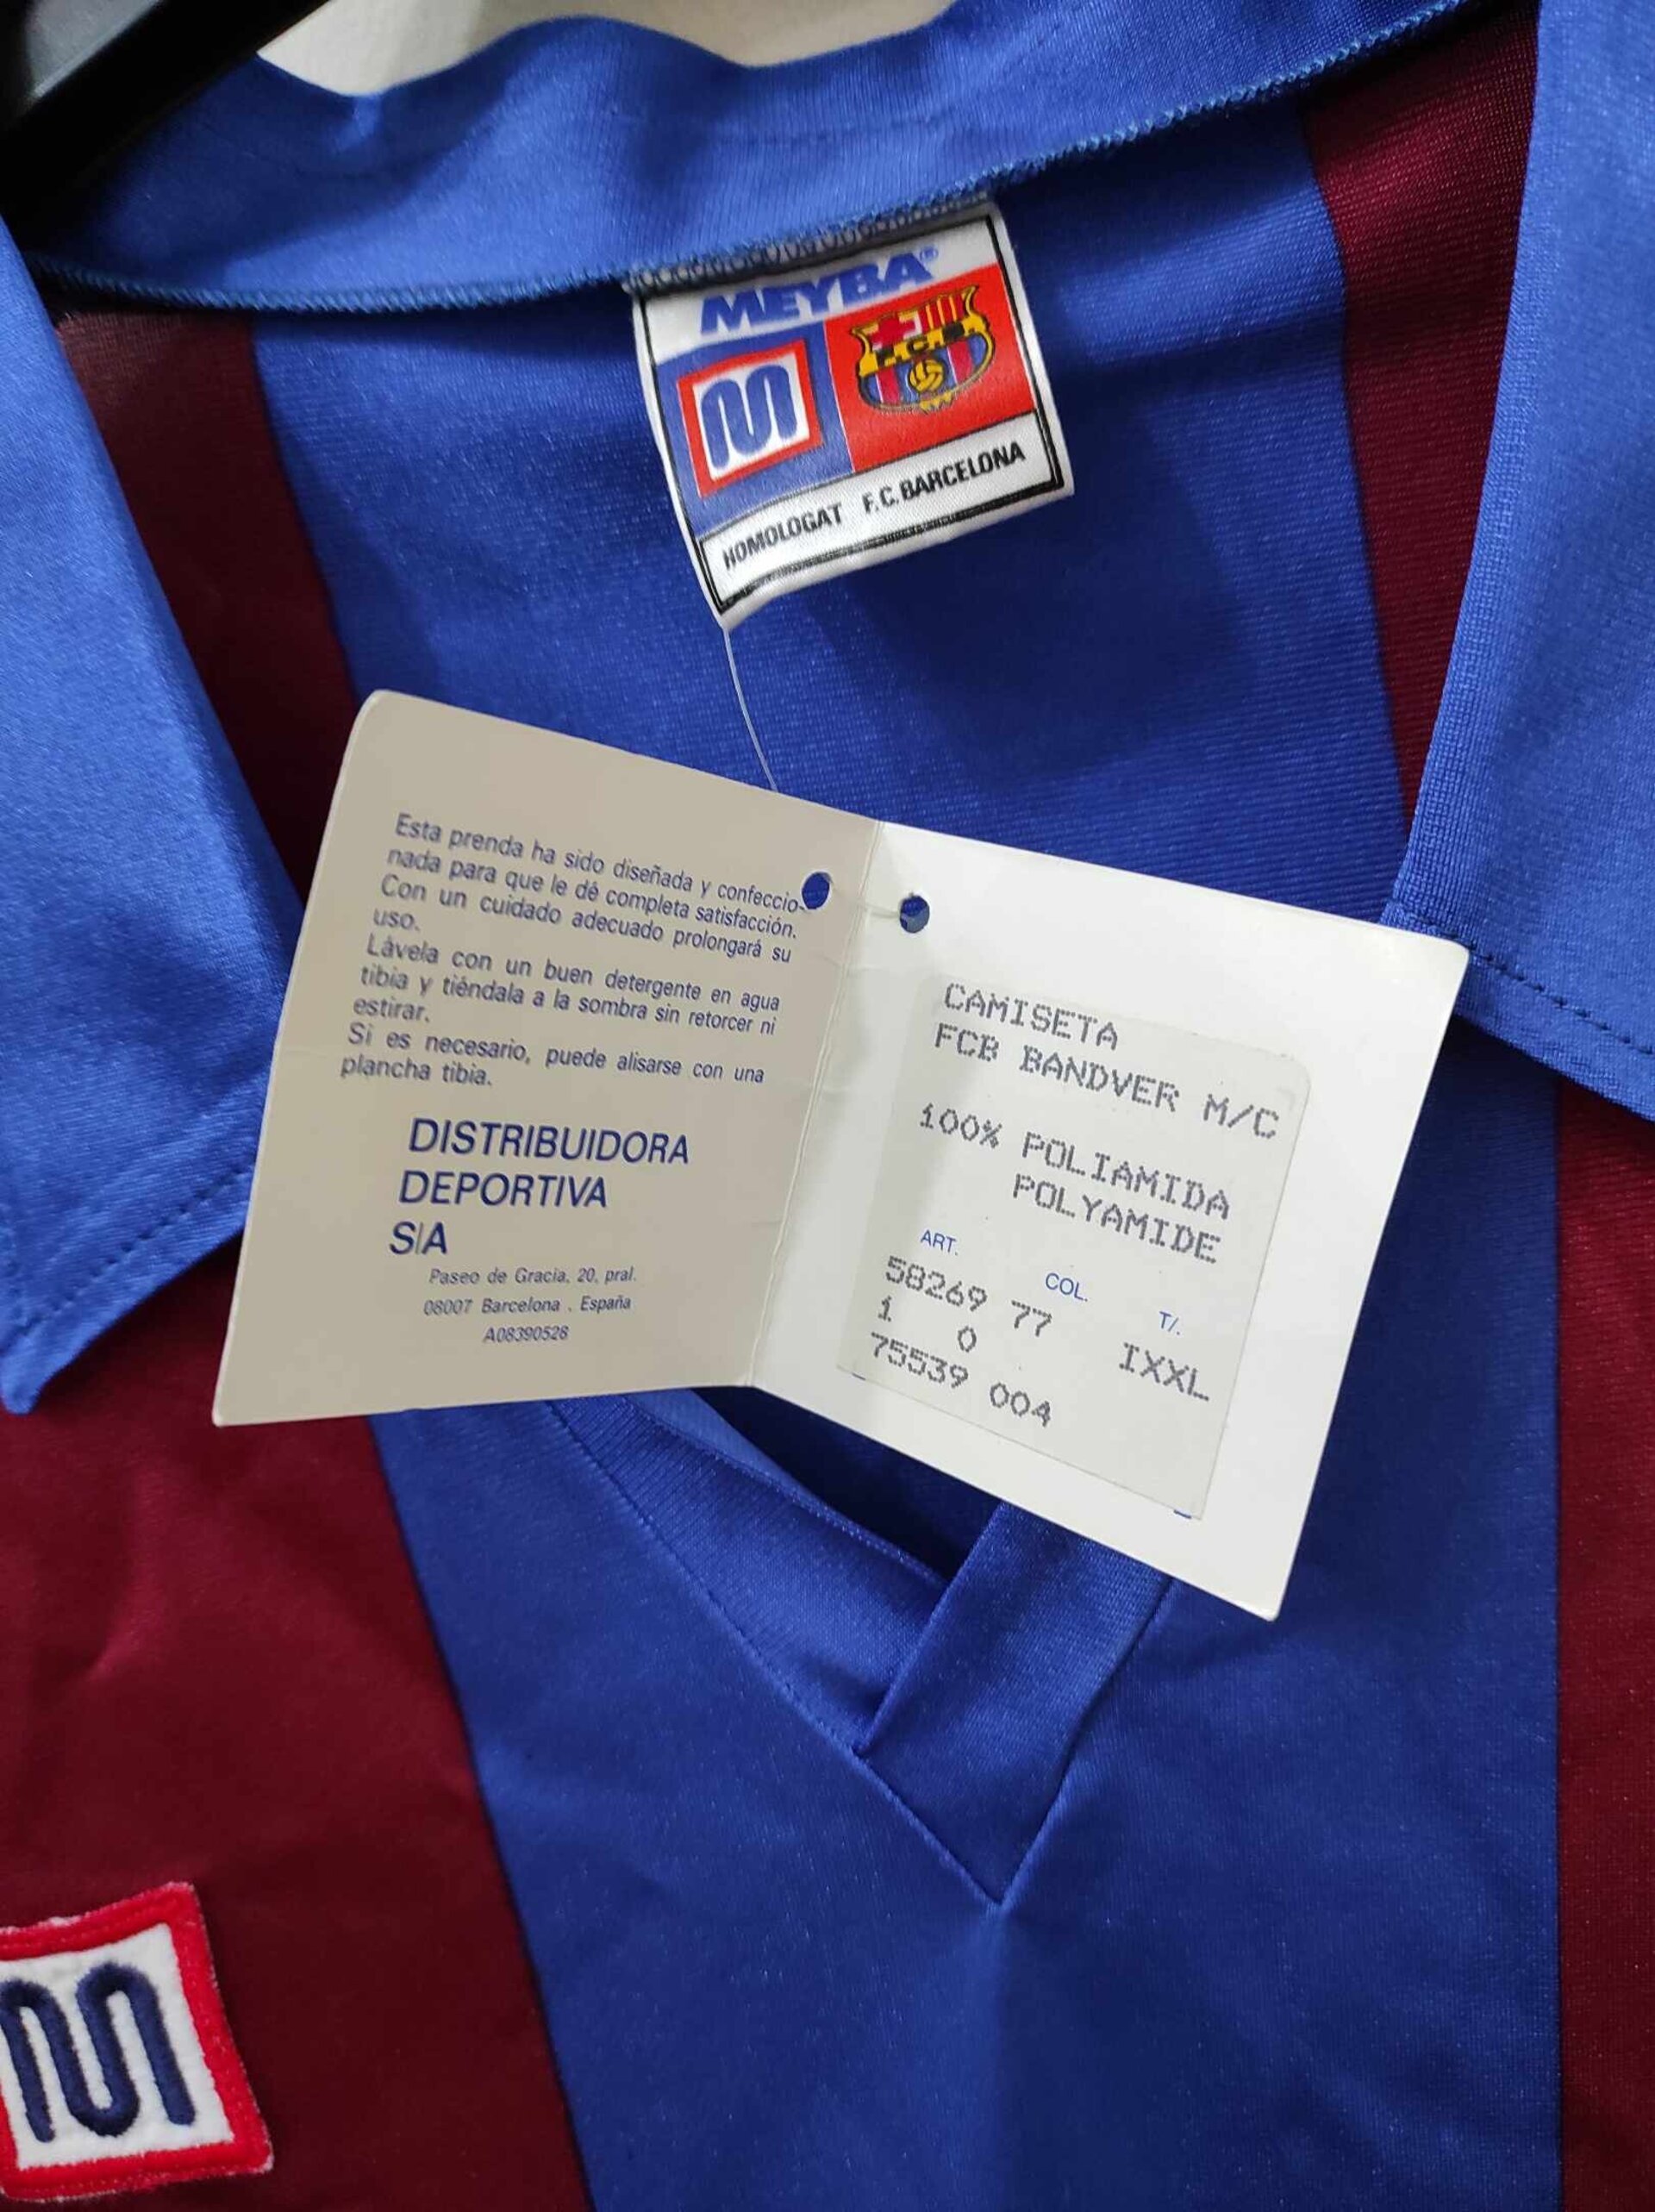 MEYBA®
F.C.B.
HOMOLOGAT F.C. BARCELONA
Esta prenda ha sido diseñada y confeccio-
nada para que le dé completa satisfacción.
Con un cuidado adecuado prolongará su
uso.
Lávela con un buen detergente en agua
tibia y tiéndala a la sombra sin retorcer ni
estirar.
Si es necesario, puede alisarse con una
plancha tibia.
DISTRIBUIDORA
DEPORTIVA
S/A
Paseo de Gracia, 20, pral.
08007 Barcelona . España
A08390528
CAMISETA
FCB BANDVER M/C
100% POLIAMIDA
POLYAMIDE
ART. COL. T/.
58269 77 IXXL
1 0
75539 004